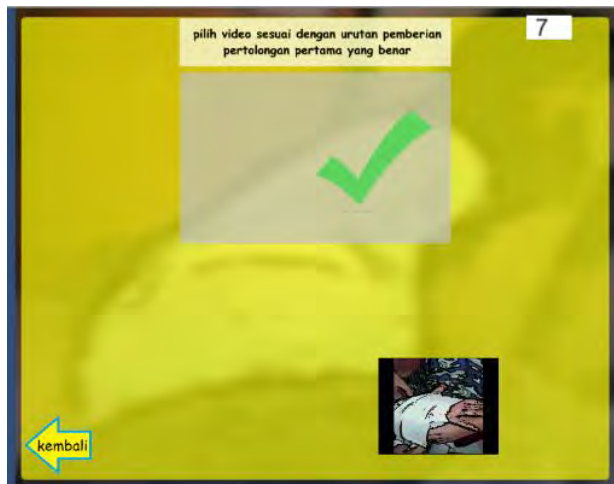 pilih video sesuai dengan urutan pemberian
pertolongan pertama yang benar
7
kembali